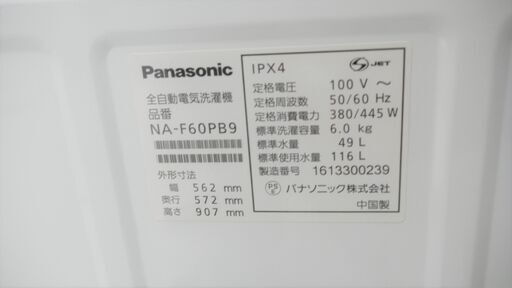 Panasonic
全自動電気洗濯機
品番
NA-F60PB9
外形寸法
幅 562 mm
奥行 572 mm
高さ 907 mm
IPX4
S JET
定格電圧 100 V ～
定格周波数 50/60 Hz
定格消費電力 380/445 W
標準洗濯容量 6.0 kg
標準水量 49 L
標準使用水量 116 L
製造番号 1613300239
PS E パナソニック株式会社
中国製